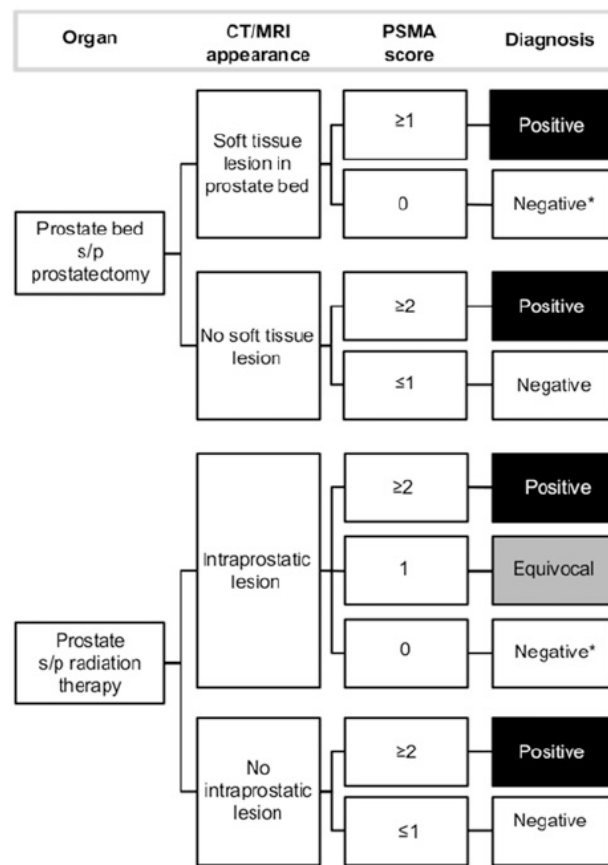 Organ
CT/MRI
appearance
PSMA
score
Diagnosis
Prostate bed
s/p
prostatectomy
Soft tissue
lesion in
prostate bed
≥1
Positive
0
Negative*
No soft tissue
lesion
≥2
Positive
≤1
Negative
Prostate
s/p radiation
therapy
Intraprostatic
lesion
≥2
Positive
1
Equivocal
0
Negative*
No
intraprostatic
lesion
≥2
Positive
≤1
Negative